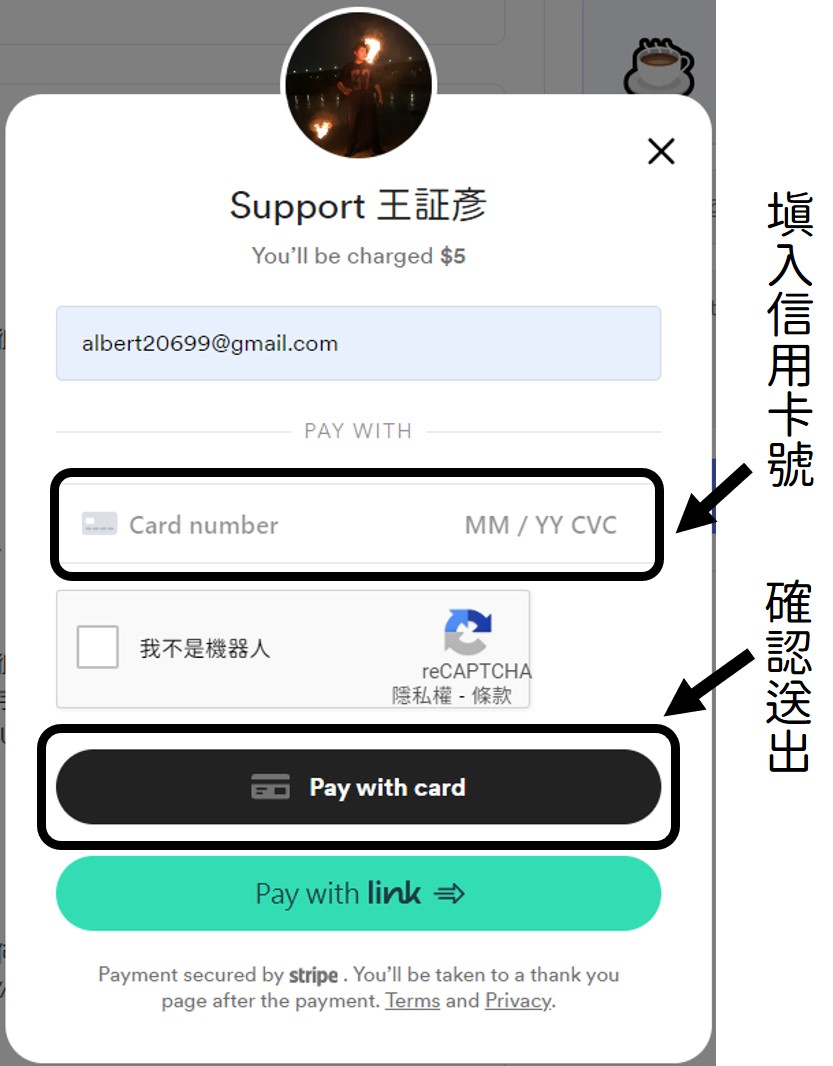 Support 王証彥
You'll be charged $5
albert20699@gmail.com
PAY WITH
Card number MM / YY CVC
我不是機器人
reCAPTCHA
隱私權 - 條款
Pay with card
Pay with link
Payment secured by stripe . You'll be taken to a thank you
page after the payment. Terms and Privacy.
填入信用卡號
確認送出